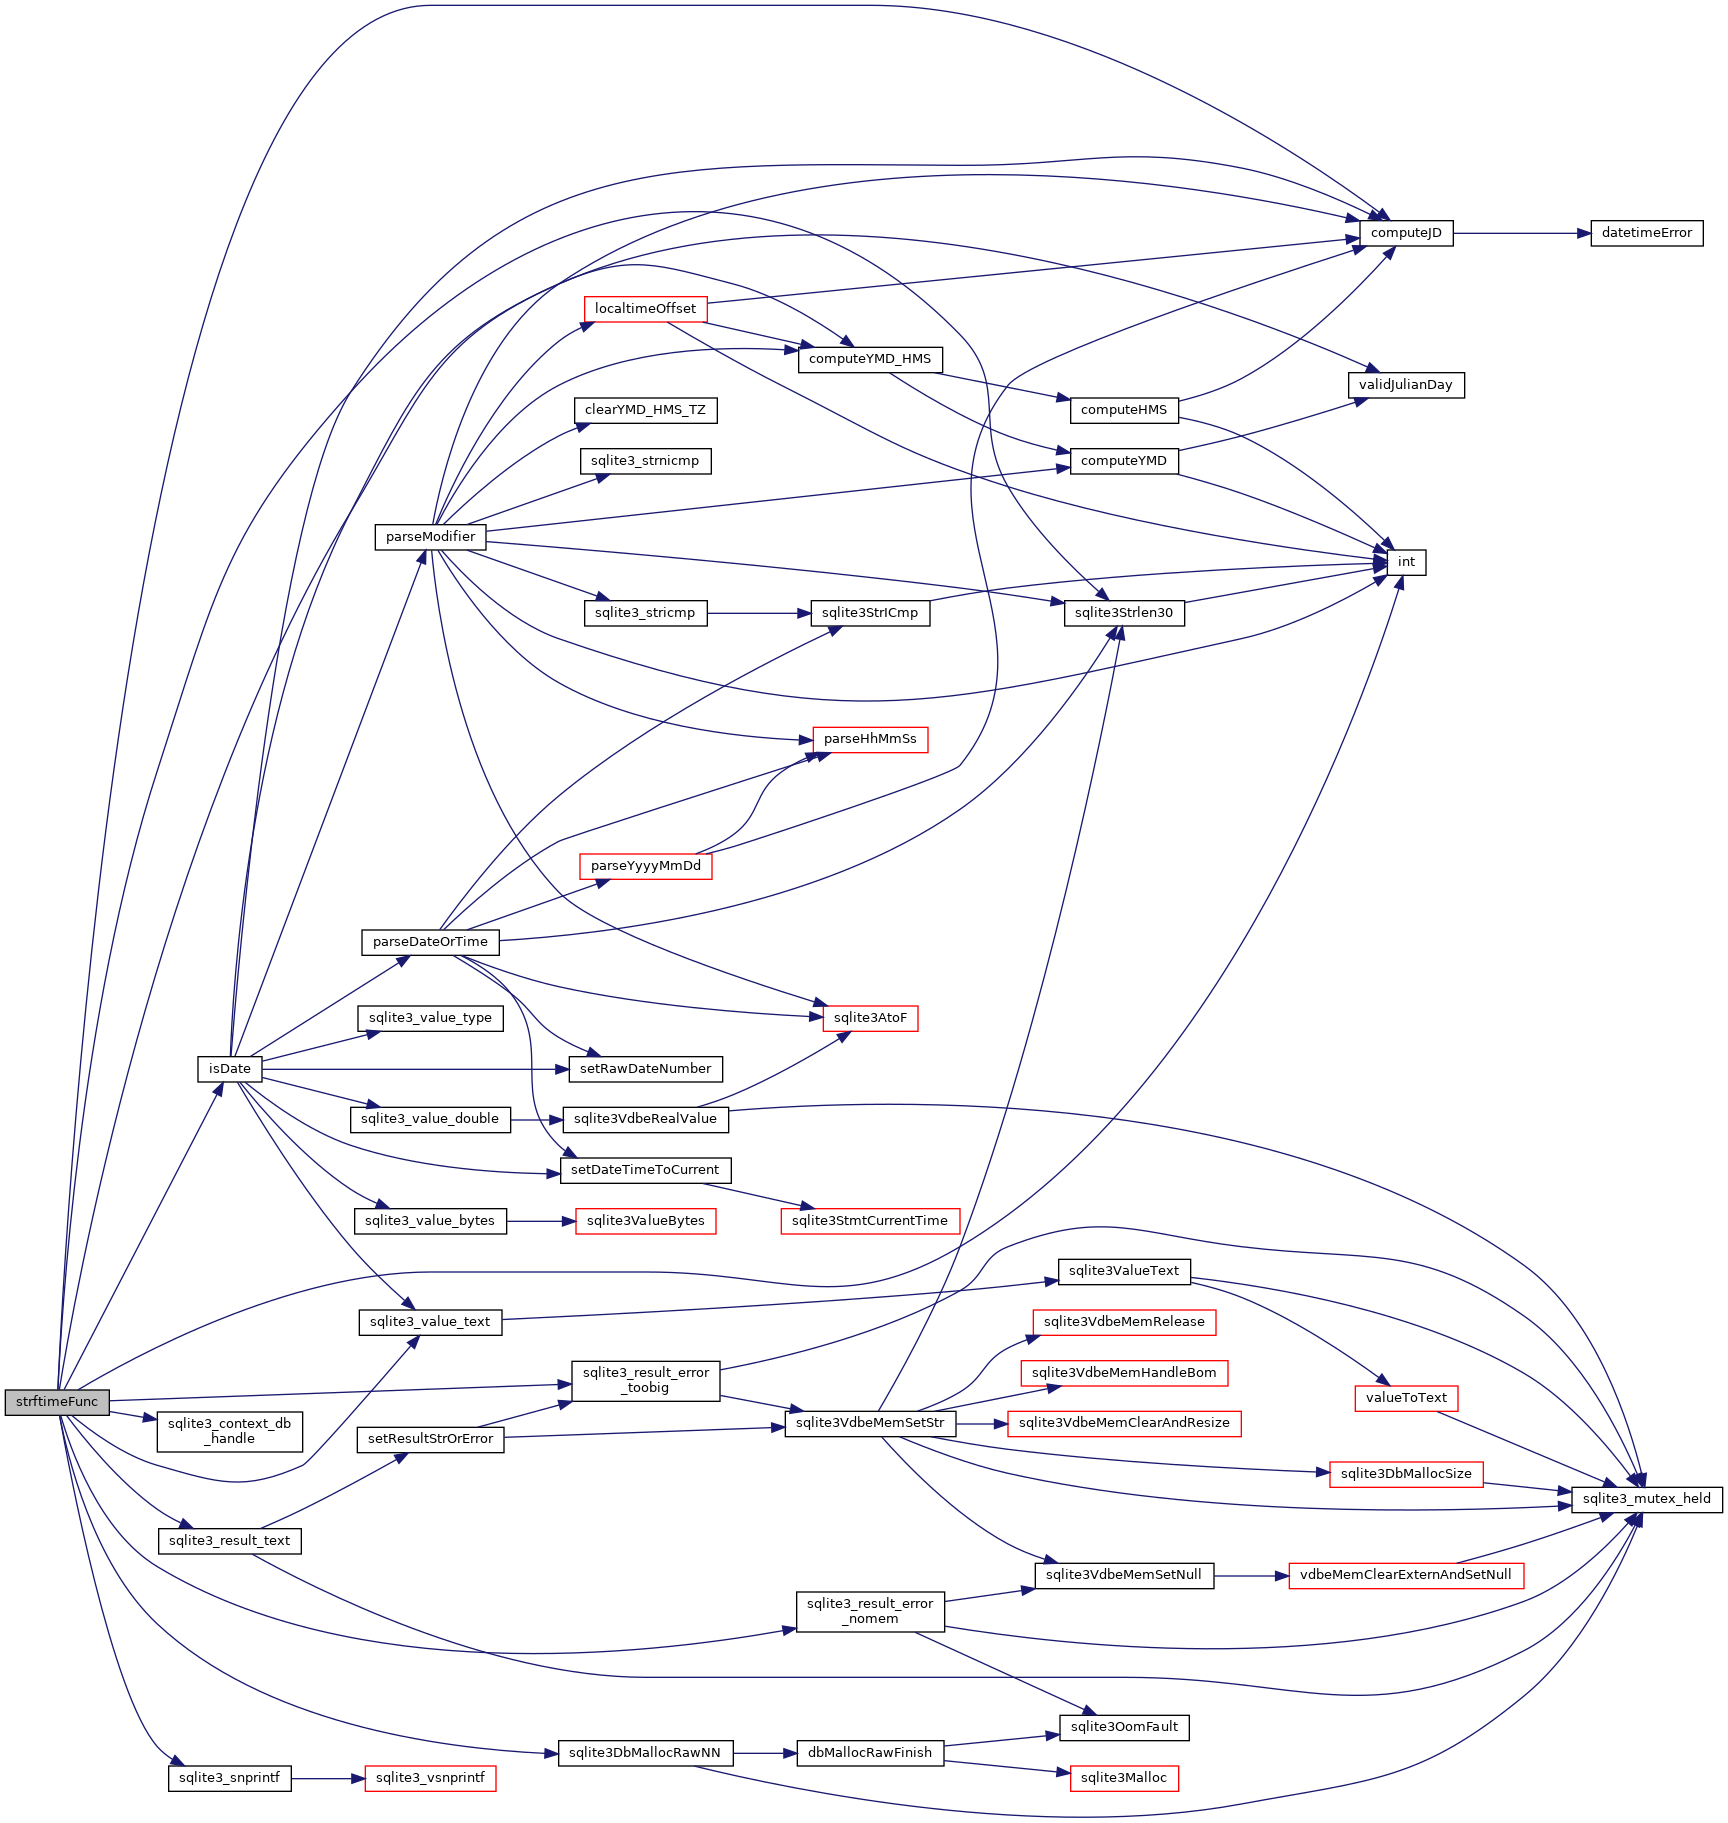 computeJD
datetimeError
localtimeOffset
computeYMD_HMS
validJulianDay
clearYMD_HMS_TZ
computeHMS
sqlite3_strnicmp
computeYMD
parseModifier
int
sqlite3_stricmp
sqlite3StrICmp
sqlite3Strlen30
parseHhMmSs
parseYyyyMmDd
parseDateOrTime
sqlite3_value_type
sqlite3AtoF
isDate
setRawDateNumber
sqlite3_value_double
sqlite3VdbeRealValue
setDateTimeToCurrent
sqlite3_value_bytes
sqlite3ValueBytes
sqlite3StmtCurrentTime
sqlite3ValueText
sqlite3_value_text
sqlite3VdbeMemRelease
sqlite3_result_error
_toobig
sqlite3VdbeMemHandleBom
strftimeFunc
valueToText
sqlite3_context_db
_handle
setResultStrOrError
sqlite3VdbeMemSetStr
sqlite3VdbeMemClearAndResize
sqlite3DbMallocSize
sqlite3_mutex_held
sqlite3_result_text
sqlite3VdbeMemSetNull
vdbeMemClearExternAndSetNull
sqlite3_result_error
_nomem
sqlite3OomFault
sqlite3DbMallocRawNN
dbMallocRawFinish
sqlite3_snprintf
sqlite3_vsnprintf
sqlite3Malloc